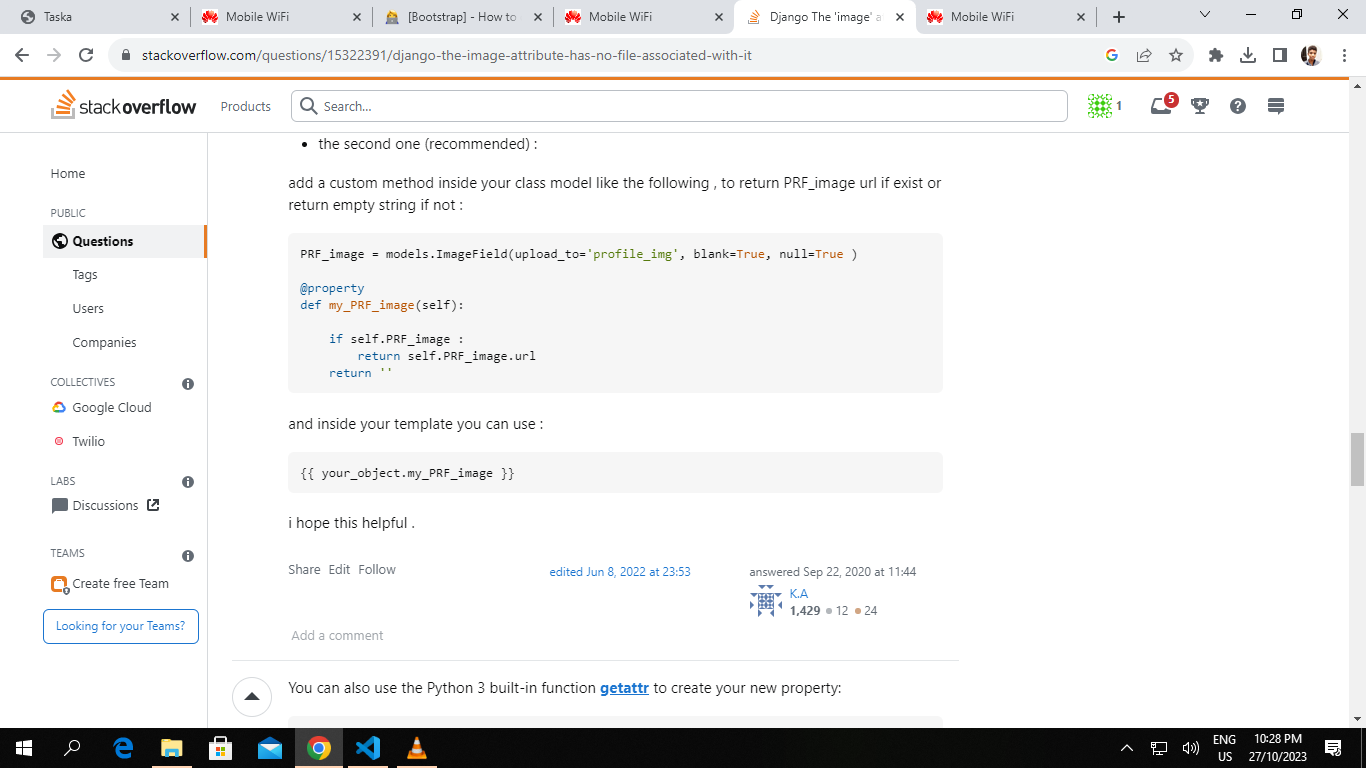 Taska
Mobile WiFi
[Bootstrap] - How to
Mobile WiFi
Django The 'image' a
Mobile WiFi
stackoverflow.com/questions/15322391/django-the-image-attribute-has-no-file-associated-with-it
stackoverflow
Products
Search...
1
5
Home
PUBLIC
Questions
Tags
Users
Companies
COLLECTIVES
Google Cloud
Twilio
LABS
Discussions
TEAMS
Create free Team
Looking for your Teams?
• the second one (recommended) :
add a custom method inside your class model like the following , to return PRF_image url if exist or
return empty string if not :
PRF_image = models.ImageField(upload_to='profile_img', blank=True, null=True )
@property
def my_PRF_image(self):
if self.PRF_image :
return self.PRF_image.url
return ''
and inside your template you can use :
{{ your_object.my_PRF_image }}
i hope this helpful .
Share Edit Follow
edited Jun 8, 2022 at 23:53
answered Sep 22, 2020 at 11:44
K.A
1,429 12 24
Add a comment
You can also use the Python 3 built-in function getattr to create your new property:
ENG
US
10:28 PM
27/10/2023